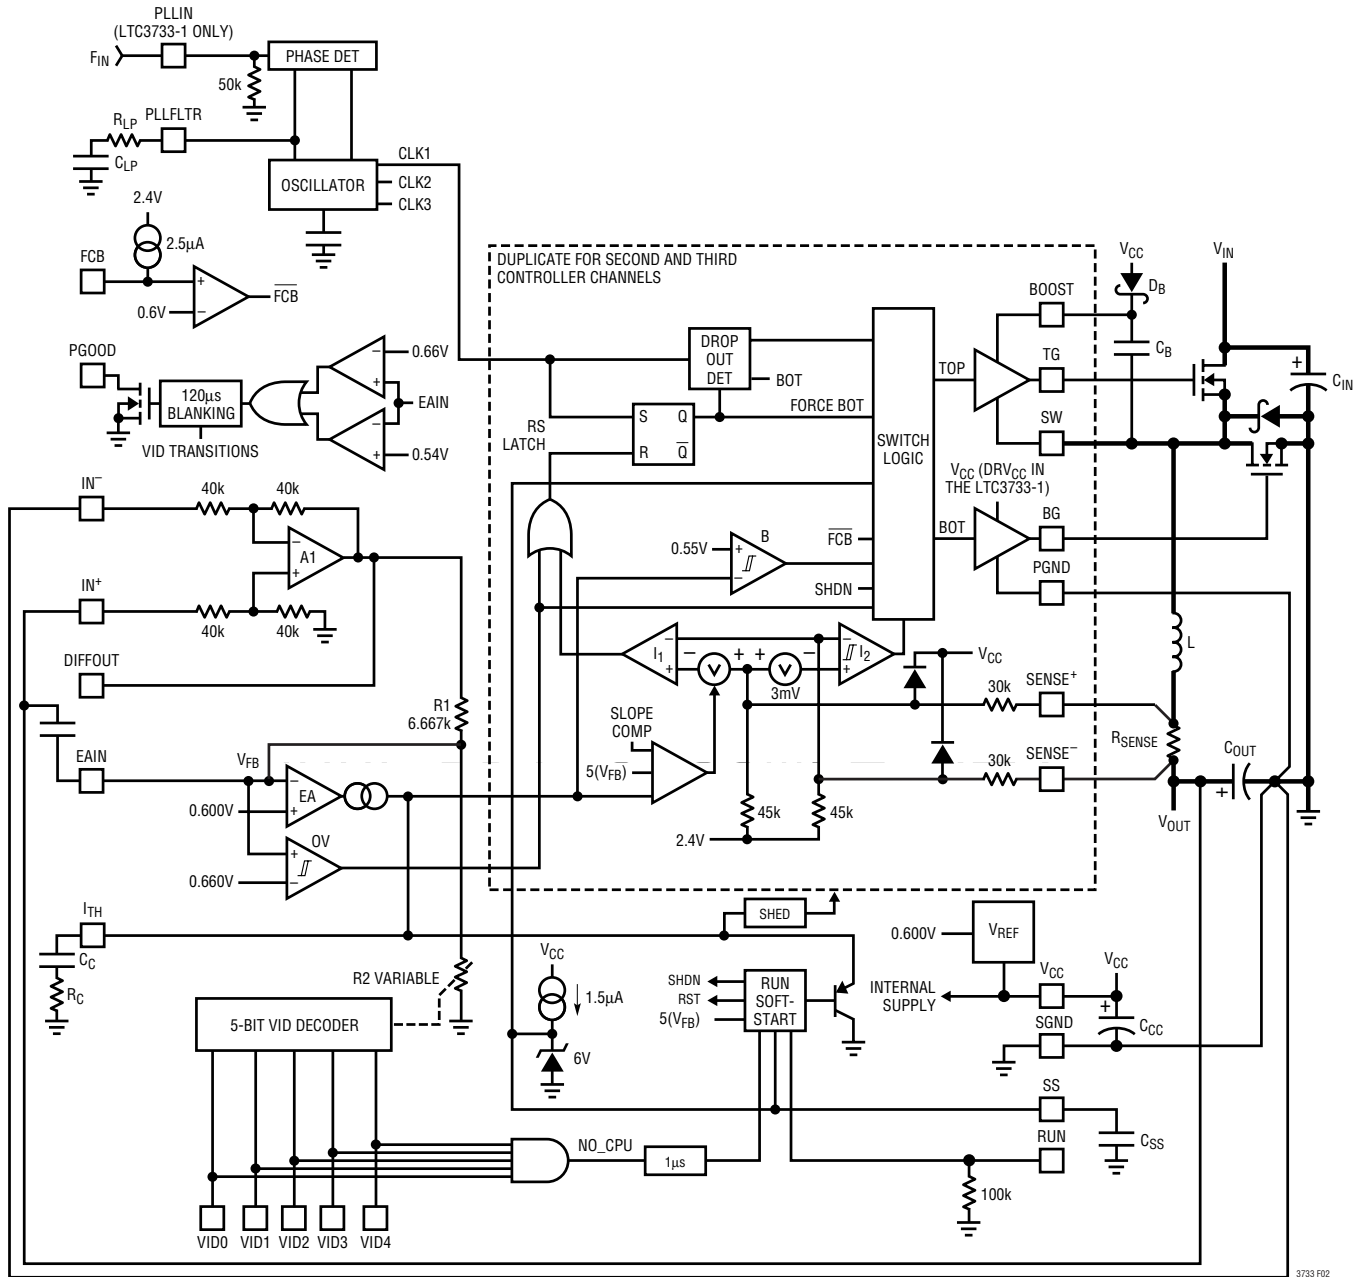 PLLIN
(LTC3733-1 ONLY)
FIN
50k
PHASE DET
RLP
PLLFLTR
CLP
OSCILLATOR
CLK1
CLK2
CLK3
2.4V
2.5µA
FCB
+
0.6V
−
FCB
DUPLICATE FOR SECOND AND THIRD
CONTROLLER CHANNELS
PGOOD
120µs
BLANKING
VID TRANSITIONS
−
0.66V
+
EAIN
−
+
0.54V
DROP
OUT
DET
BOT
FORCE BOT
RS
LATCH
S
Q
R
Q
SWITCH
LOGIC
TOP
BOT
BOOST
TG
SW
VCC (DRVCC IN
THE LTC3733-1)
BG
PGND
VCC
DB
CB
VIN
+
CIN
IN−
40k
40k
−
A1
+
IN+
40k
40k
DIFFOUT
R1
6.667k
0.55V
+
B
−
FCB
SHDN
I1
−
+
−
+
+
−
3mV
−
I2
+
VCC
SLOPE
COMP
5(VFB)
30k
SENSE+
30k
SENSE−
45k
45k
2.4V
L
RSENSE
COUT
+
VOUT
EAIN
VFB
−
EA
+
0.600V
OV
+
−
0.660V
ITH
CC
RC
R2 VARIABLE
5-BIT VID DECODER
VCC
1.5µA
6V
SHED
SHDN
RST
5(VFB)
RUN
SOFT-
START
0.600V
VREF
INTERNAL
SUPPLY
VCC
VCC
+
CCC
SGND
SS
CSS
RUN
100k
NO_CPU
1µs
VID0
VID1
VID2
VID3
VID4
3733 F02